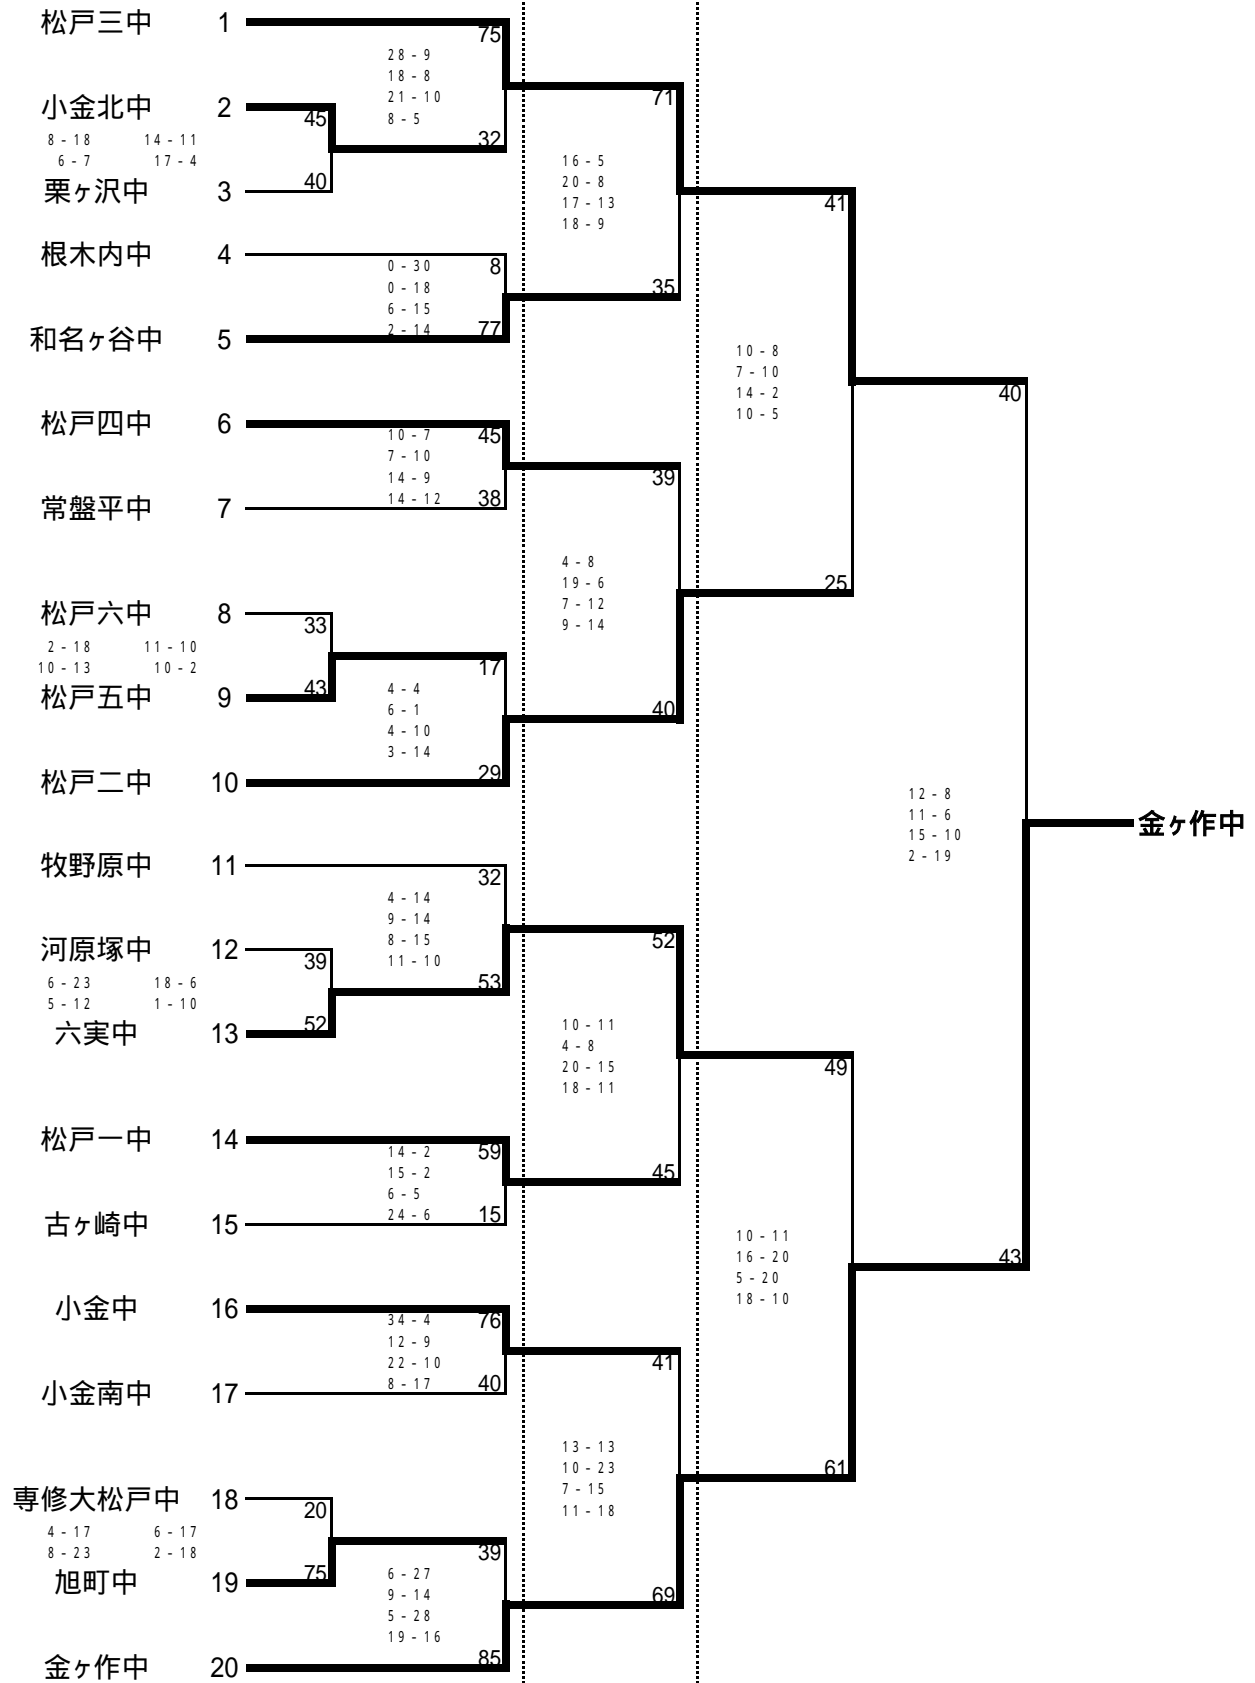 松戸三中 1
75
28 - 9
18 - 8
21 - 10
8 - 5
小金北中 2
45
8 - 18 14 - 11
6 - 7 17 - 4
32
栗ヶ沢中 3
40
71
16 - 5
20 - 8
17 - 13
18 - 9
41
根木内中 4
8
0 - 30
0 - 18
6 - 15
2 - 14
35
和名ヶ谷中 5
77
10 - 8
7 - 10
14 - 2
10 - 5
40
松戸四中 6
45
10 - 7
7 - 10
14 - 9
14 - 12
39
常盤平中 7
38
4 - 8
19 - 6
7 - 12
9 - 14
25
松戸六中 8
33
2 - 18 11 - 10
10 - 13 10 - 2
17
松戸五中 9
43
4 - 4
6 - 1
4 - 10
3 - 14
40
松戸二中 10
29
12 - 8
11 - 6
15 - 10
2 - 19
金ヶ作中
牧野原中 11
32
4 - 14
9 - 14
8 - 15
11 - 10
河原塚中 12
39
6 - 23 18 - 6
5 - 12 1 - 10
53
52
六実中 13
52
10 - 11
4 - 8
20 - 15
18 - 11
49
松戸一中 14
59
14 - 2
15 - 2
6 - 5
24 - 6
45
古ヶ崎中 15
15
10 - 11
16 - 20
5 - 20
18 - 10
43
小金中 16
76
34 - 4
12 - 9
22 - 10
8 - 17
41
小金南中 17
40
13 - 13
10 - 23
7 - 15
11 - 18
61
専修大松戸中 18
20
4 - 17 6 - 17
8 - 23 2 - 18
39
旭町中 19
75
6 - 27
9 - 14
5 - 28
19 - 16
69
金ヶ作中 20
85